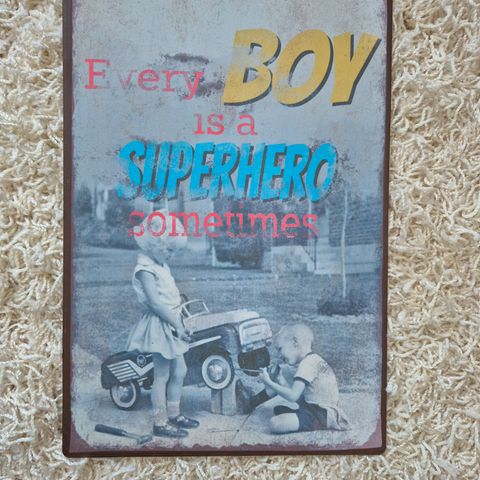 Every BOY
is a
SUPERHERO
sometimes